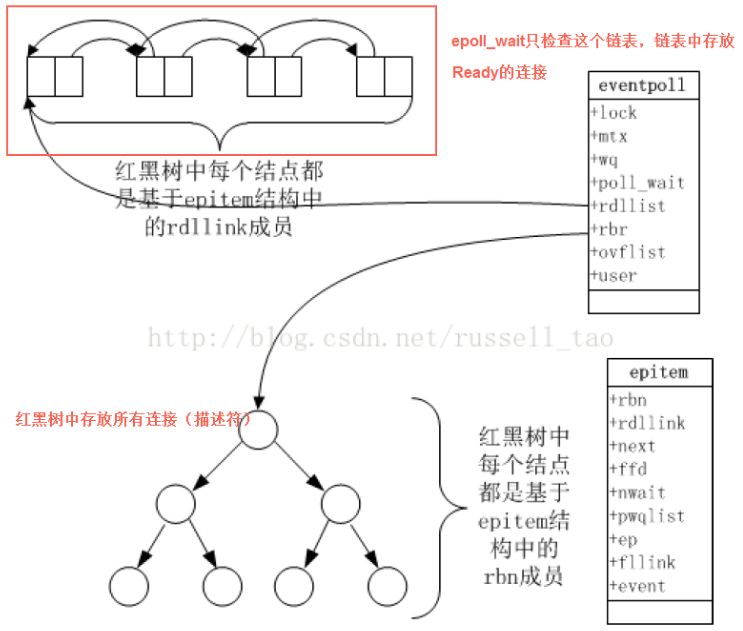 epoll_wait只检查这个链表，链表中存放
Ready的连接
eventpoll
+lock
+mtx
+wq
+poll_wait
+rdllist
+rbr
+ovflist
+user
红黑树中每个结点都
是基于epitem结构中
的rdllink成员
http://blog.csdn.net/russell_tao
红黑树中存放所有连接（描述符）
红黑树中
每个结点
都是基于
epitem结
构中的
rbn成员
epitem
+rbn
+rdllink
+next
+ffd
+nwait
+pwqlist
+ep
+fllink
+event